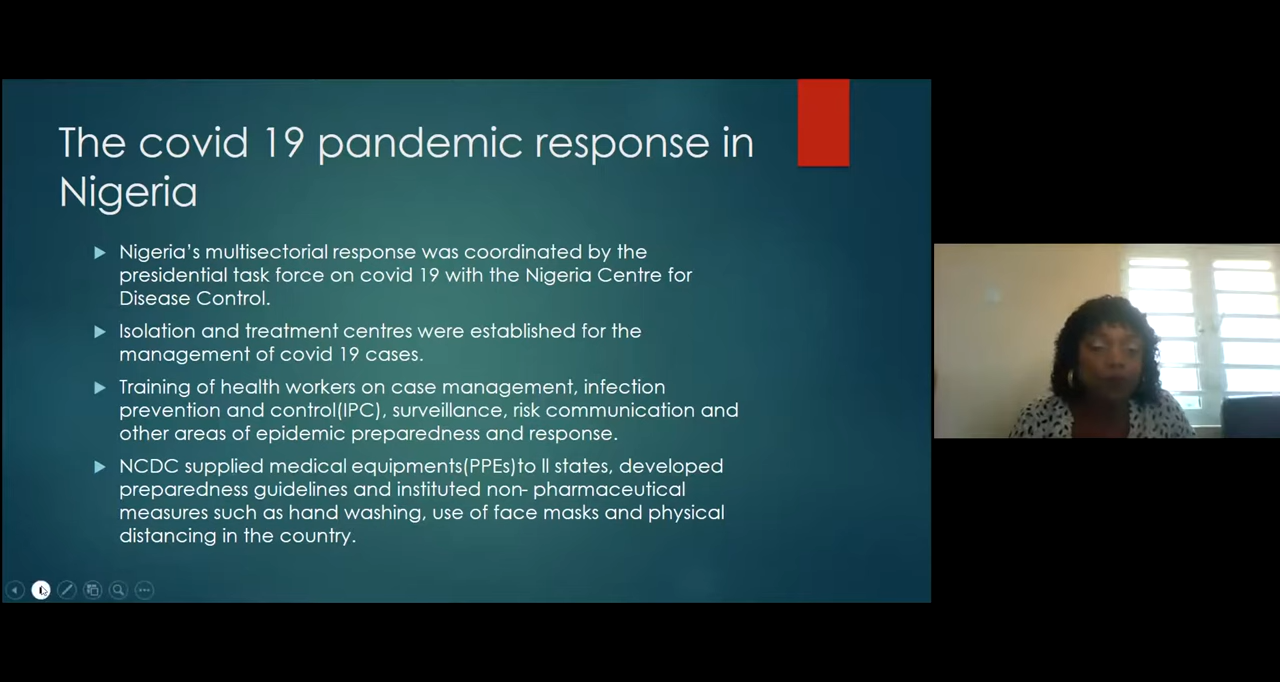 The covid 19 pandemic response in
Nigeria
Nigeria's multisectorial response was coordinated by the
presidential task force on covid 19 with the Nigeria Centre for
Disease Control.
Isolation and treatment centres were established for the
management of covid 19 cases.
Training of health workers on case management, infection
prevention and control(IPC), surveillance, risk communication and
other areas of epidemic preparedness and response.
NCDC supplied medical equipments(PPEs)to ll states, developed
preparedness guidelines and instituted non- pharmaceutical
measures such as hand washing, use of face masks and physical
distancing in the country.